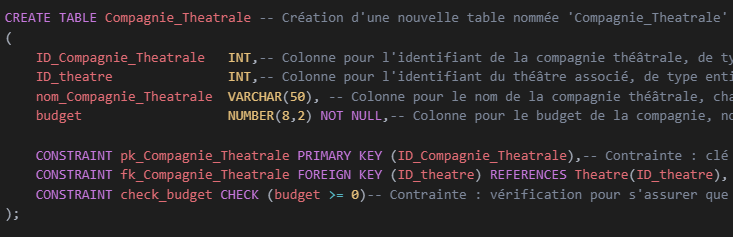 CREATE TABLE Compagnie_Theatrale -- Création d'une nouvelle table nommée 'Compagnie_Theatrale'
(
ID_Compagnie_Theatrale INT,-- Colonne pour l'identifiant de la compagnie théâtrale, de
ID_theatre INT,-- Colonne pour l'identifiant du théâtre associé, de type
nom_Compagnie_Theatrale VARCHAR(50), -- Colonne pour le nom de la compagnie théâtrale,
budget NUMBER(8,2) NOT NULL,-- Colonne pour le budget de la compagnie,
CONSTRAINT pk_Compagnie_Theatrale PRIMARY KEY (ID_Compagnie_Theatrale),-- Contrainte : clé
CONSTRAINT fk_Compagnie_Theatrale FOREIGN KEY (ID_theatre) REFERENCES Theatre(ID_theatre),
CONSTRAINT check_budget CHECK (budget >= 0)-- Contrainte : vérification pour s'assurer que
);